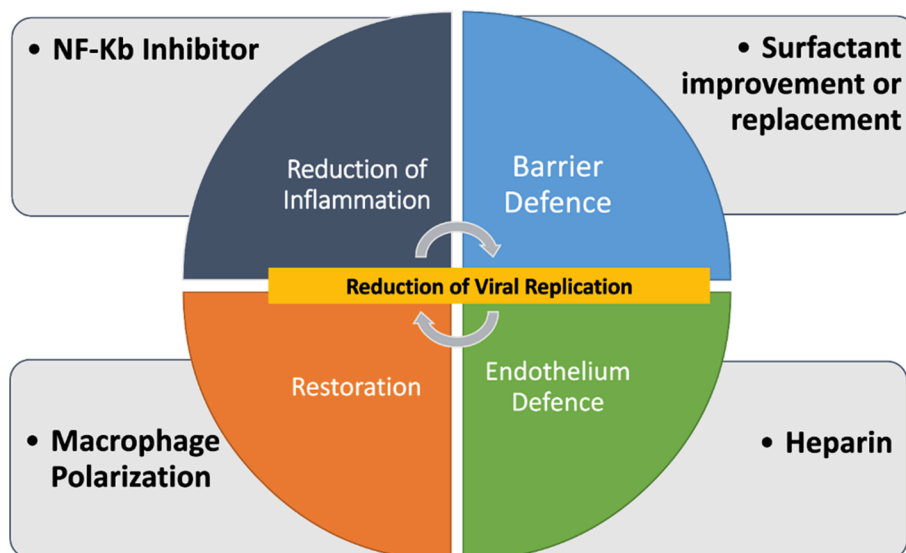 • NF-Kb Inhibitor
• Surfactant
improvement or
replacement
Reduction of
Inflammation
Barrier
Defence
Reduction of Viral Replication
Restoration
Endothelium
Defence
• Macrophage
Polarization
• Heparin